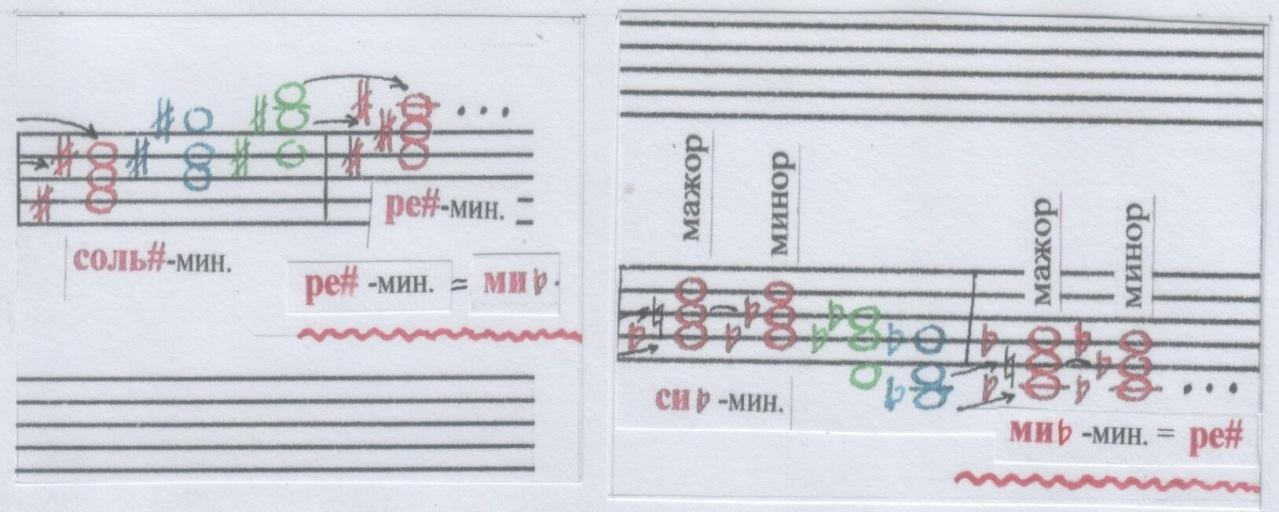 ре#-мин.
соль#-мин.
ре# -мин. = ми♭.
мажор
минор
мажор
минор
си♭ -мин.
ми♭ -мин. = ре#